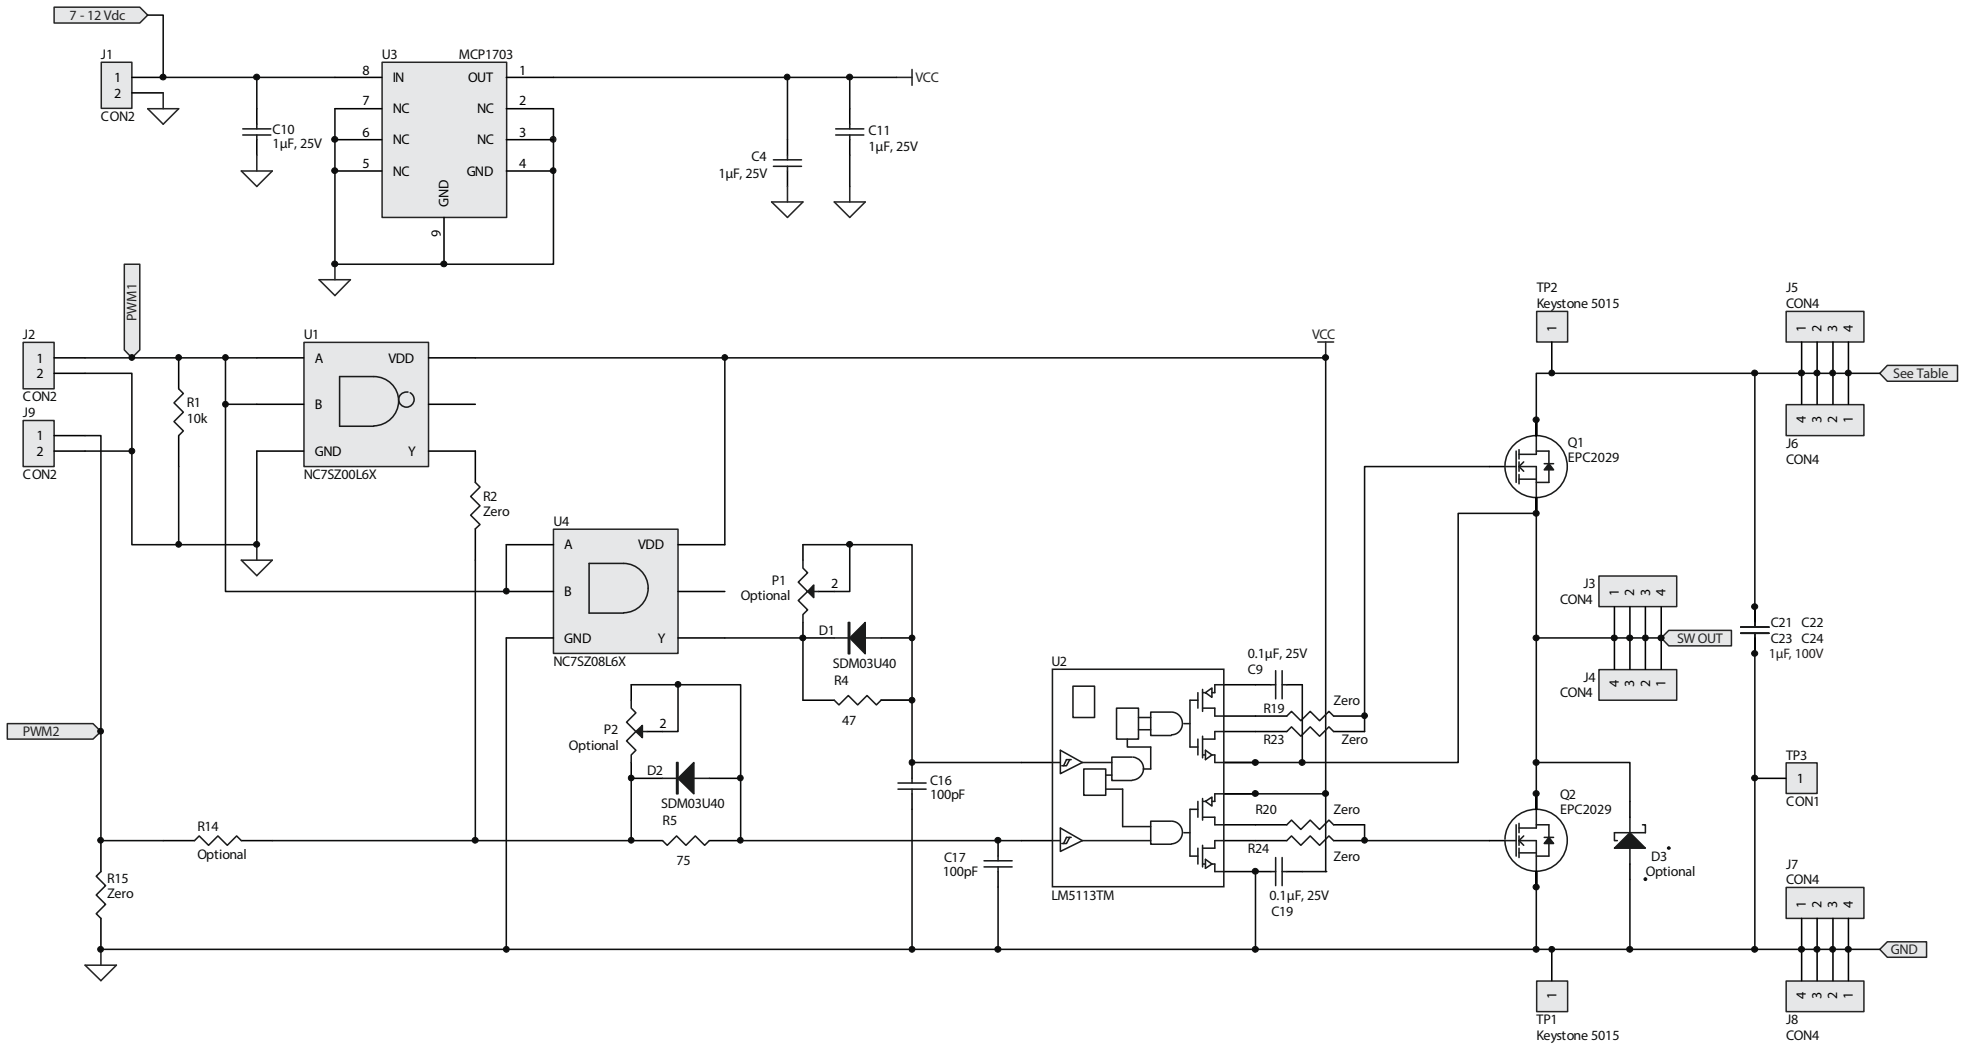 7 - 12 Vdc
J1
1
2
CON2
C10
1µF, 25V
U3 MCP1703
8 IN OUT 1
7 NC NC 2
6 NC NC 3
5 NC GND 4
GND
9
C4
1µF, 25V
C11
1µF, 25V
VCC
PWM1
J2
1
2
CON2
J9
1
2
CON2
R1
10k
U1
A VDD
B
GND Y
NC7SZ00L6X
R2
Zero
U4
A VDD
B
GND Y
NC7SZ08L6X
P1
Optional
2
D1
SDM03U40
R4
47
P2
Optional
2
D2
SDM03U40
R5
75
PWM2
R14
Optional
R15
Zero
C16
100pF
C17
100pF
U2
LM5113TM
VCC
0.1µF, 25V
C9
R19 Zero
R23 Zero
R20 Zero
R24 Zero
0.1µF, 25V
C19
TP2
Keystone 5015
1
Q1
EPC2029
Q2
EPC2029
D3
Optional
TP1
Keystone 5015
1
J3
CON4
1 2 3 4
SW OUT
J4
CON4
4 3 2 1
J5
CON4
1 2 3 4
See Table
4 3 2 1
J6
CON4
C21 C22
C23 C24
1µF, 100V
TP3
1
CON1
J7
CON4
1 2 3 4
GND
4 3 2 1
J8
CON4